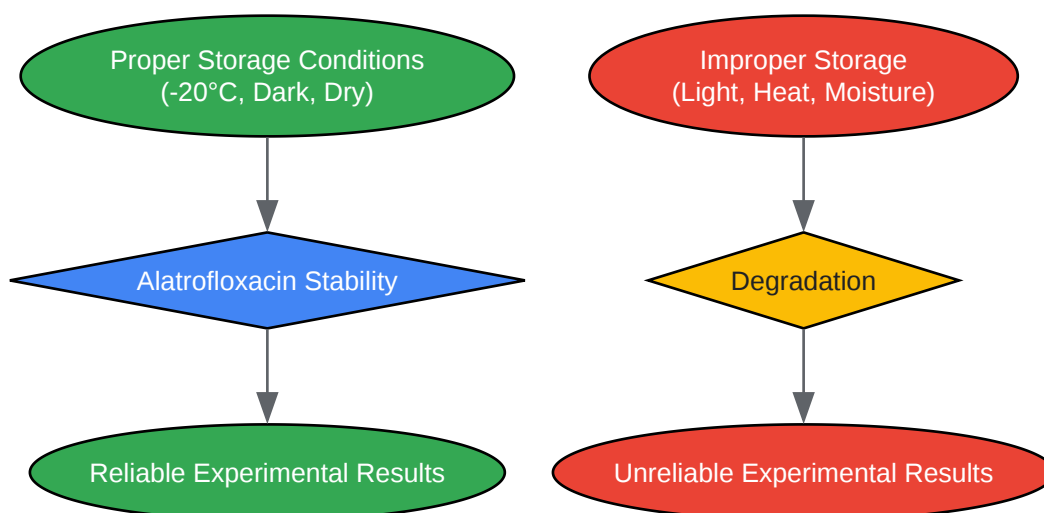 Proper Storage Conditions
(-20°C, Dark, Dry)
Improper Storage
(Light, Heat, Moisture)
Alatrofloxacin Stability
Degradation
Reliable Experimental Results
Unreliable Experimental Results